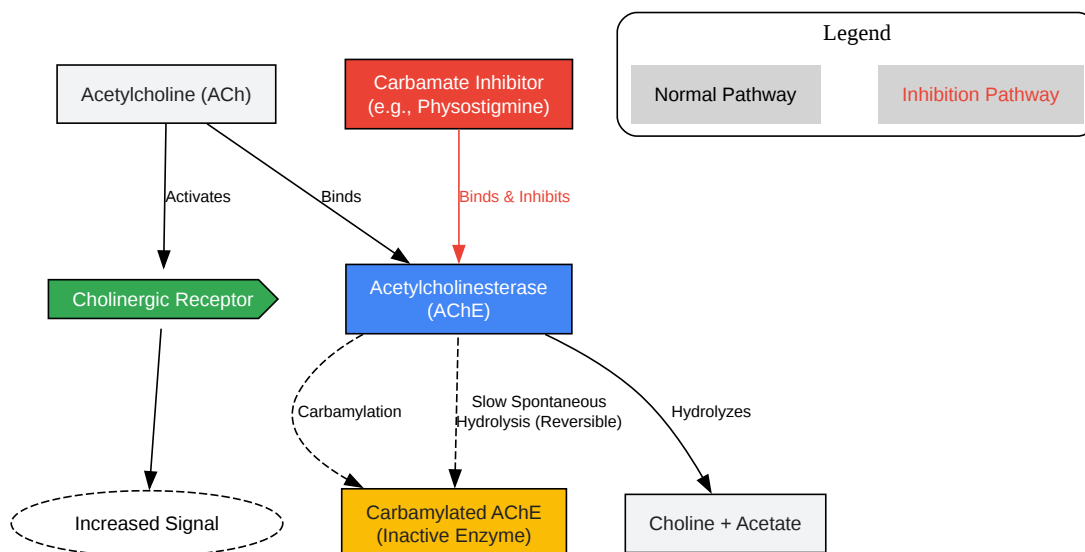 Legend
Normal Pathway
Inhibition Pathway
Acetylcholine (ACh)
Carbamate Inhibitor
(e.g., Physostigmine)
Activates
Binds
Binds & Inhibits
Cholinergic Receptor
Acetylcholinesterase
(AChE)
Carbamylation
Slow Spontaneous
Hydrolysis (Reversible)
Hydrolyzes
Increased Signal
Carbamylated AChE
(Inactive Enzyme)
Choline + Acetate